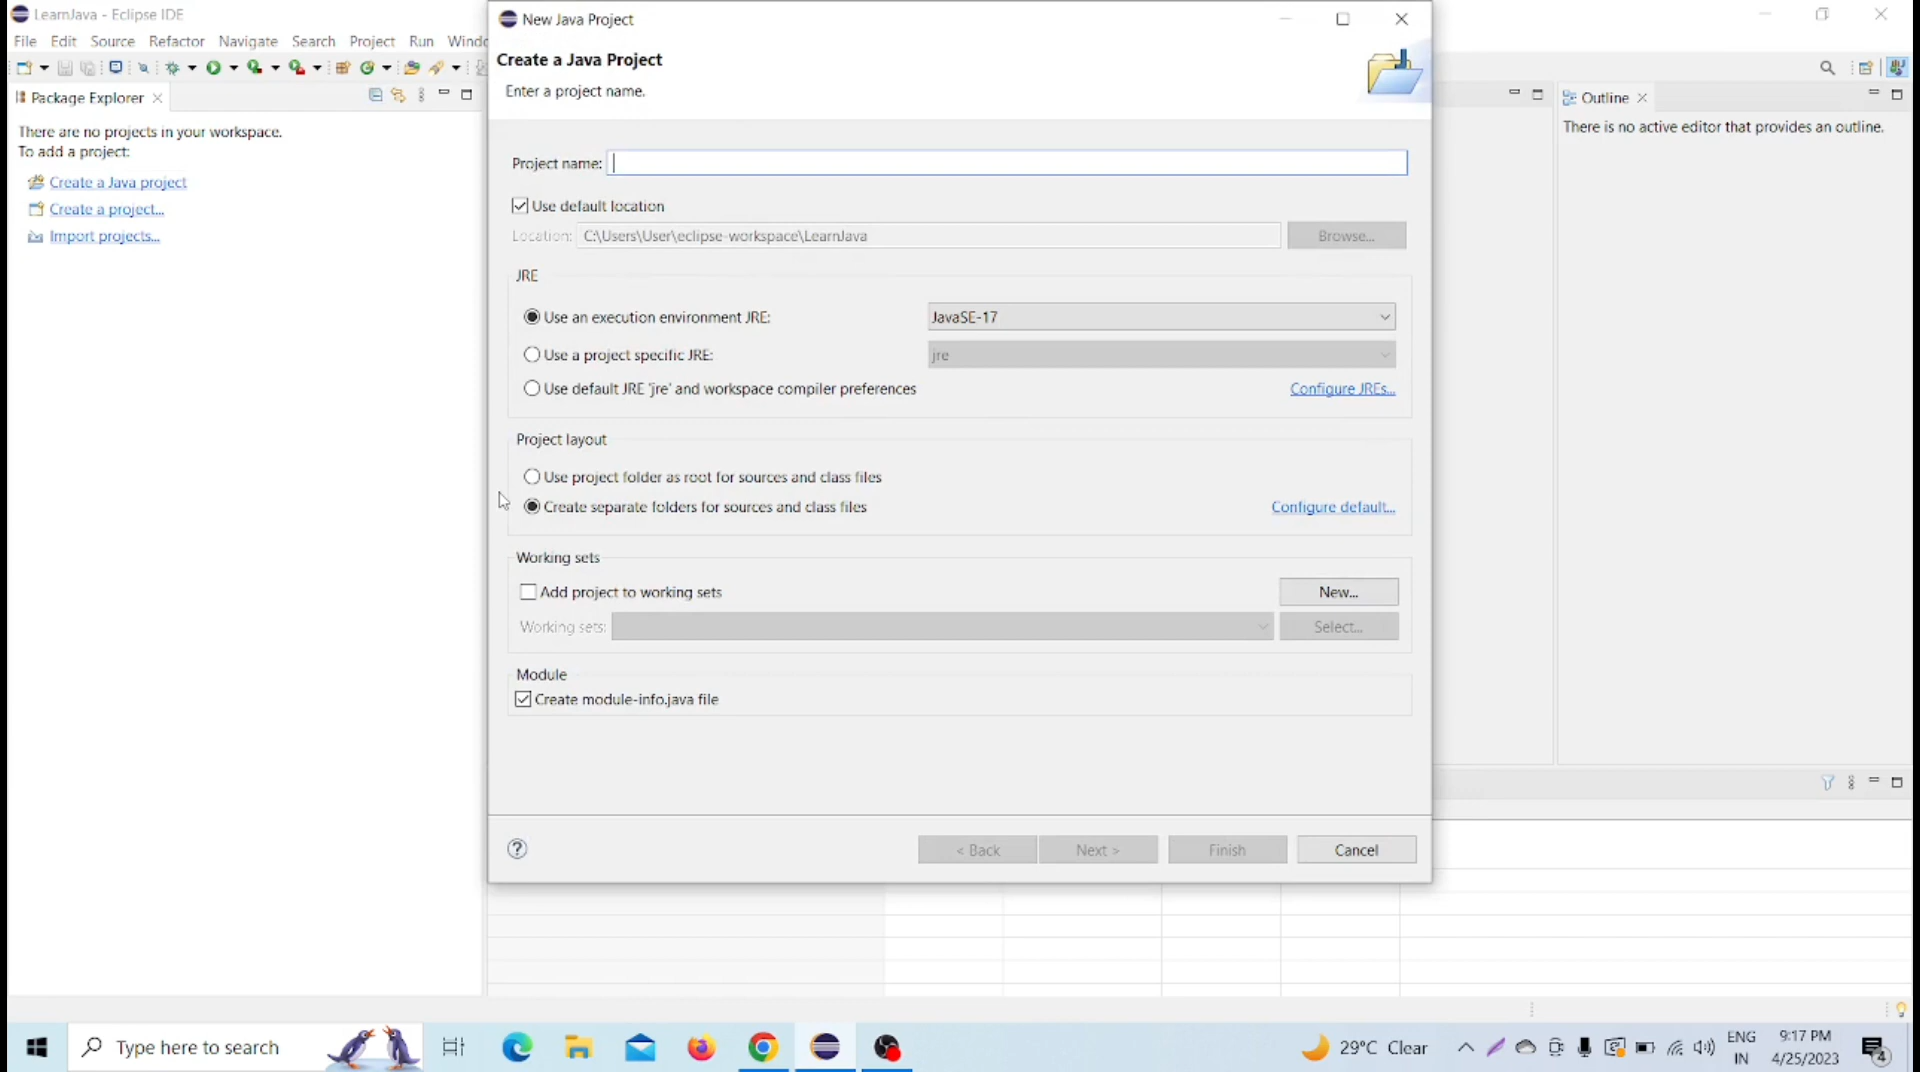 LearnJava - Eclipse IDE
File Edit Source Refactor Navigate Search Project Run
Package Explorer
There are no projects in your workspace.
To add a project:
Create a Java project
Create a project...
Import projects...
New Java Project
Create a Java Project
Enter a project name.
Project name:
Use default location
Location: C:\Users\User\eclipse-workspace\LearnJava Browse...
JRE
Use an execution environment JRE: JavaSE-17
Use a project specific JRE: jre
Use default JRE 'jre' and workspace compiler preferences Configure JREs...
Project layout
Use project folder as root for sources and class files
Create separate folders for sources and class files Configure default...
Working sets
Add project to working sets New...
Working sets: Select...
Module
Create module-info.java file
< Back Next > Finish Cancel
Outline
There is no active editor that provides an outline.
Type here to search
29°C Clear
ENG
IN
9:17 PM
4/25/2023
4